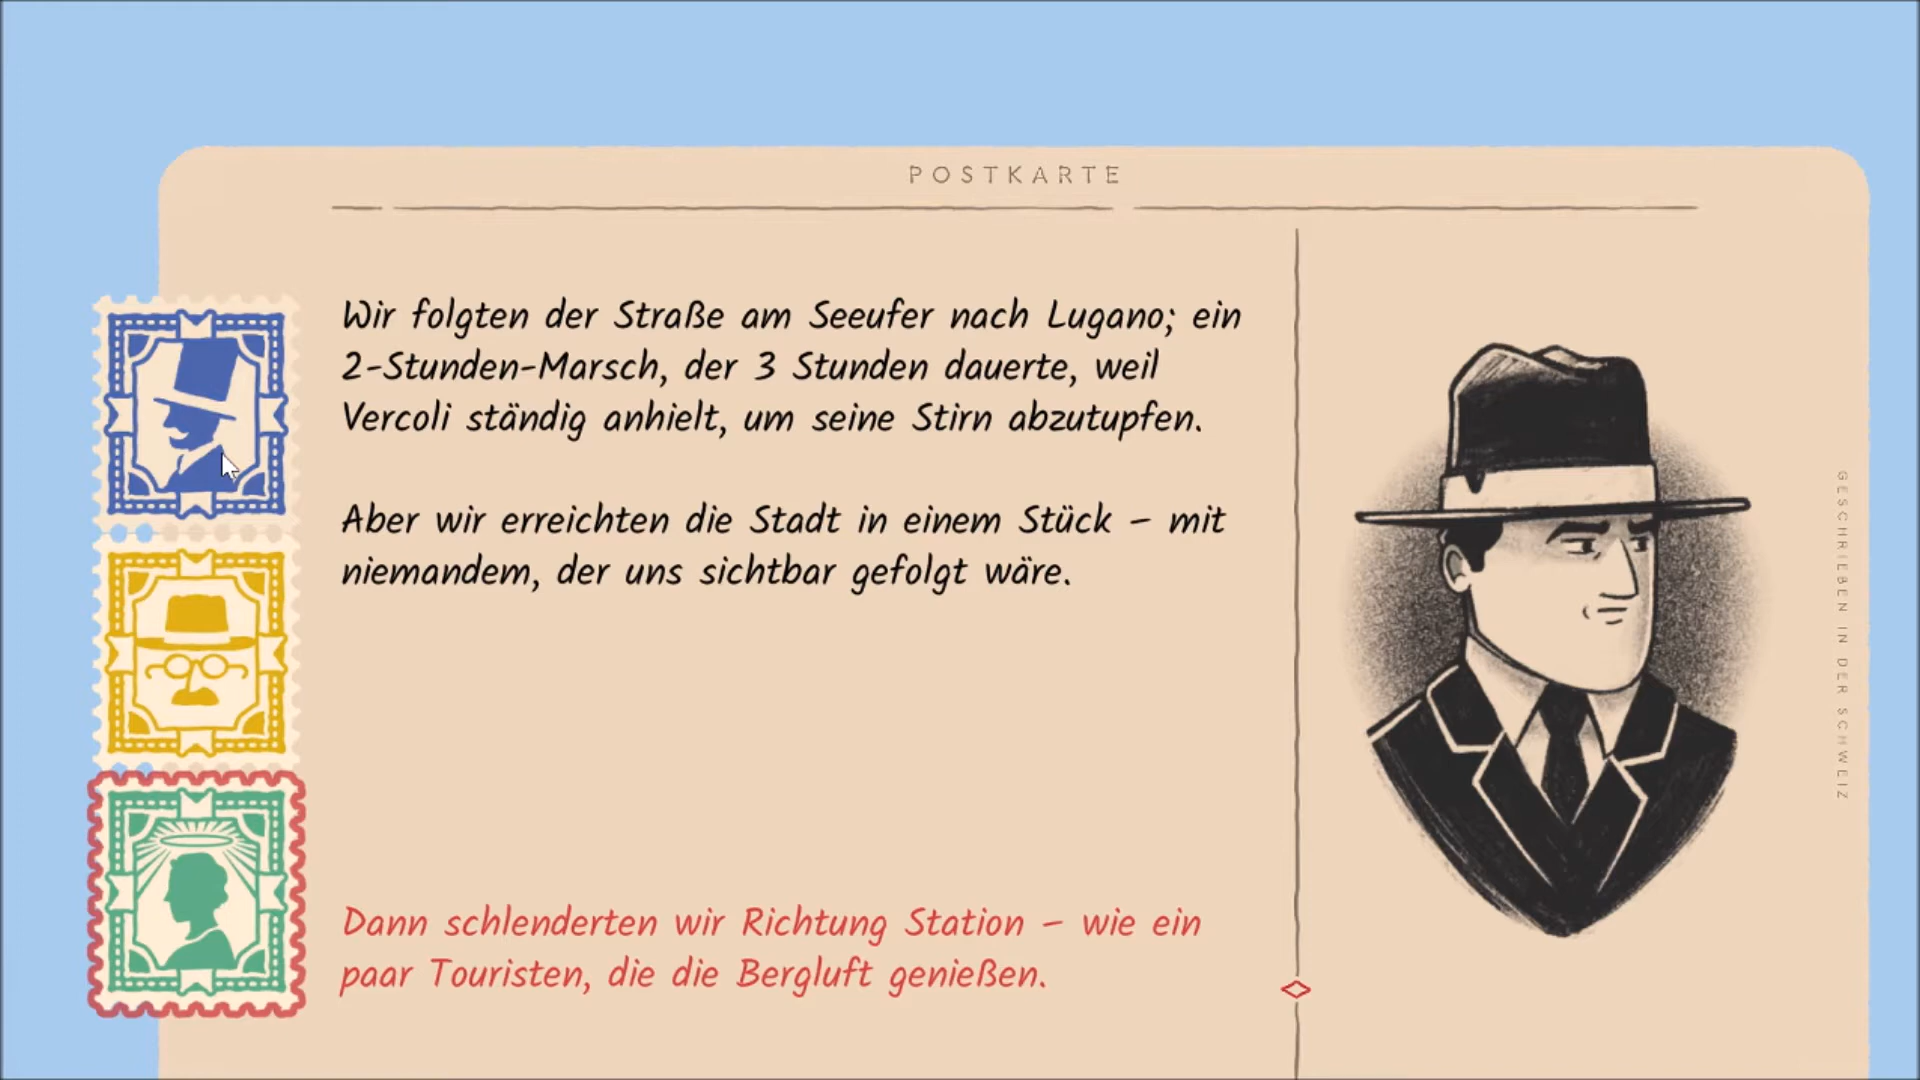 POSTKARTE
Wir folgten der Straße am Seeufer nach Lugano; ein
2-Stunden-Marsch, der 3 Stunden dauerte, weil
Vercoli ständig anhielt, um seine Stirn abzutupfen.
Aber wir erreichten die Stadt in einem Stück – mit
niemandem, der uns sichtbar gefolgt wäre.
Dann schlenderten wir Richtung Station – wie ein
paar Touristen, die die Bergluft genießen.
GESCHRIEBEN IN DER SCHWEIZ